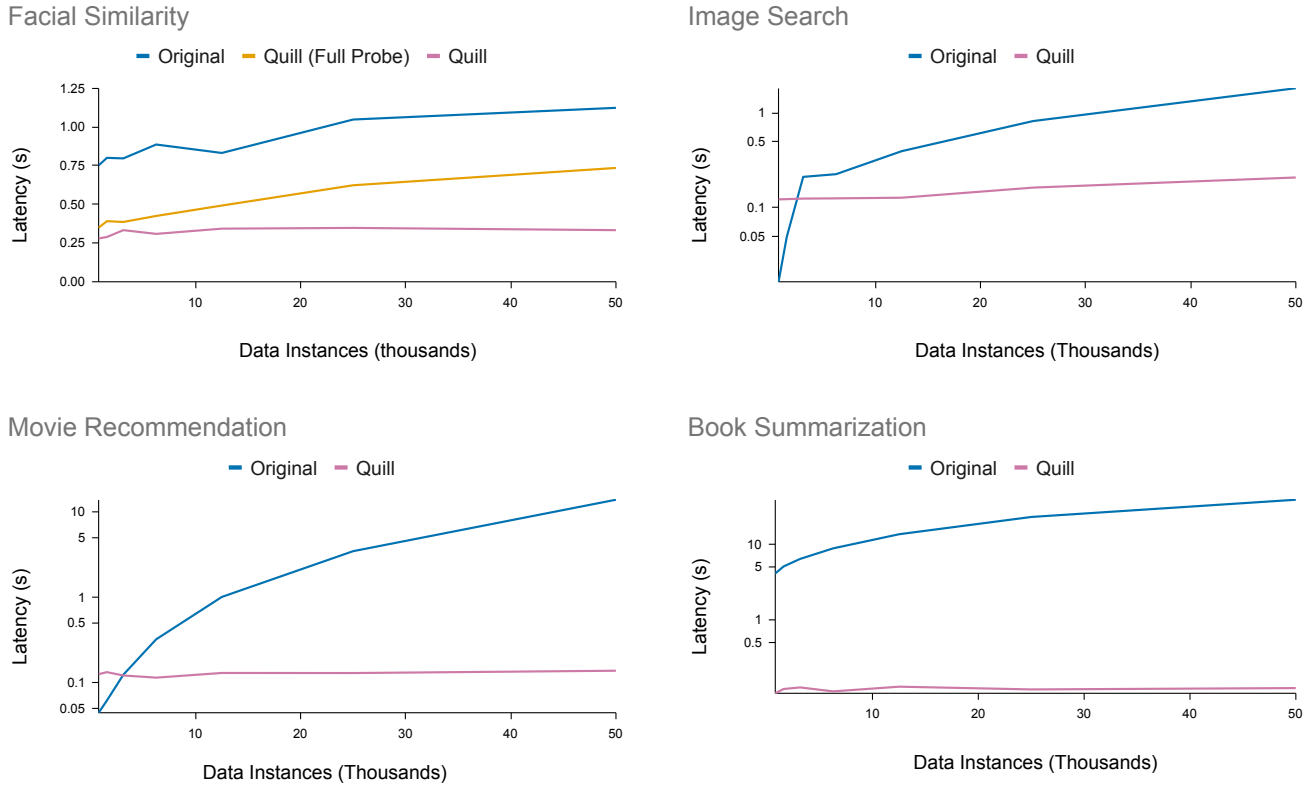 Facial Similarity
Original Quill (Full Probe) Quill
1.25
1.00
0.75
0.50
0.25
0.00
Latency (s)
10 20 30 40 50
Data Instances (thousands)
Image Search
Original Quill
1
0.5
0.1
0.05
Latency (s)
10 20 30 40 50
Data Instances (Thousands)
Movie Recommendation
Original Quill
10
5
1
0.5
0.1
0.05
Latency (s)
10 20 30 40 50
Data Instances (Thousands)
Book Summarization
Original Quill
10
5
1
0.5
Latency (s)
10 20 30 40 50
Data Instances (Thousands)